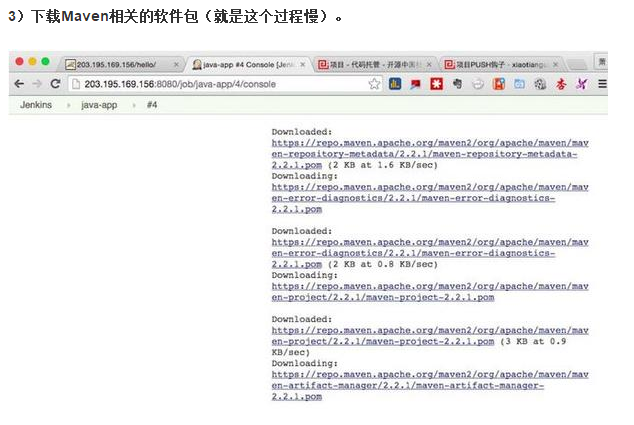 3）下载Maven相关的软件包（就是这个过程慢）。
203.195.169.156/hello/
java-app #4 Console [Jenk
项目 - 代码托管 - 开源中国社
项目PUSH钩子 - xiaotiangu
萧
203.195.169.156:8080/job/java-app/4/console
Jenkins
java-app
#4
Downloaded:
https://repo.maven.apache.org/maven2/org/apache/maven/mav
en-repository-metadata/2.2.1/maven-repository-metadata-
2.2.1.pom (2 KB at 1.6 KB/sec)
Downloading:
https://repo.maven.apache.org/maven2/org/apache/maven/mav
en-error-diagnostics/2.2.1/maven-error-diagnostics-
2.2.1.pom
Downloaded:
https://repo.maven.apache.org/maven2/org/apache/maven/mav
en-error-diagnostics/2.2.1/maven-error-diagnostics-
2.2.1.pom (2 KB at 0.8 KB/sec)
Downloading:
https://repo.maven.apache.org/maven2/org/apache/maven/mav
en-project/2.2.1/maven-project-2.2.1.pom
Downloaded:
https://repo.maven.apache.org/maven2/org/apache/maven/mav
en-project/2.2.1/maven-project-2.2.1.pom (3 KB at 0.9
KB/sec)
Downloading:
https://repo.maven.apache.org/maven2/org/apache/maven/mav
en-artifact-manager/2.2.1/maven-artifact-manager-
2.2.1.pom